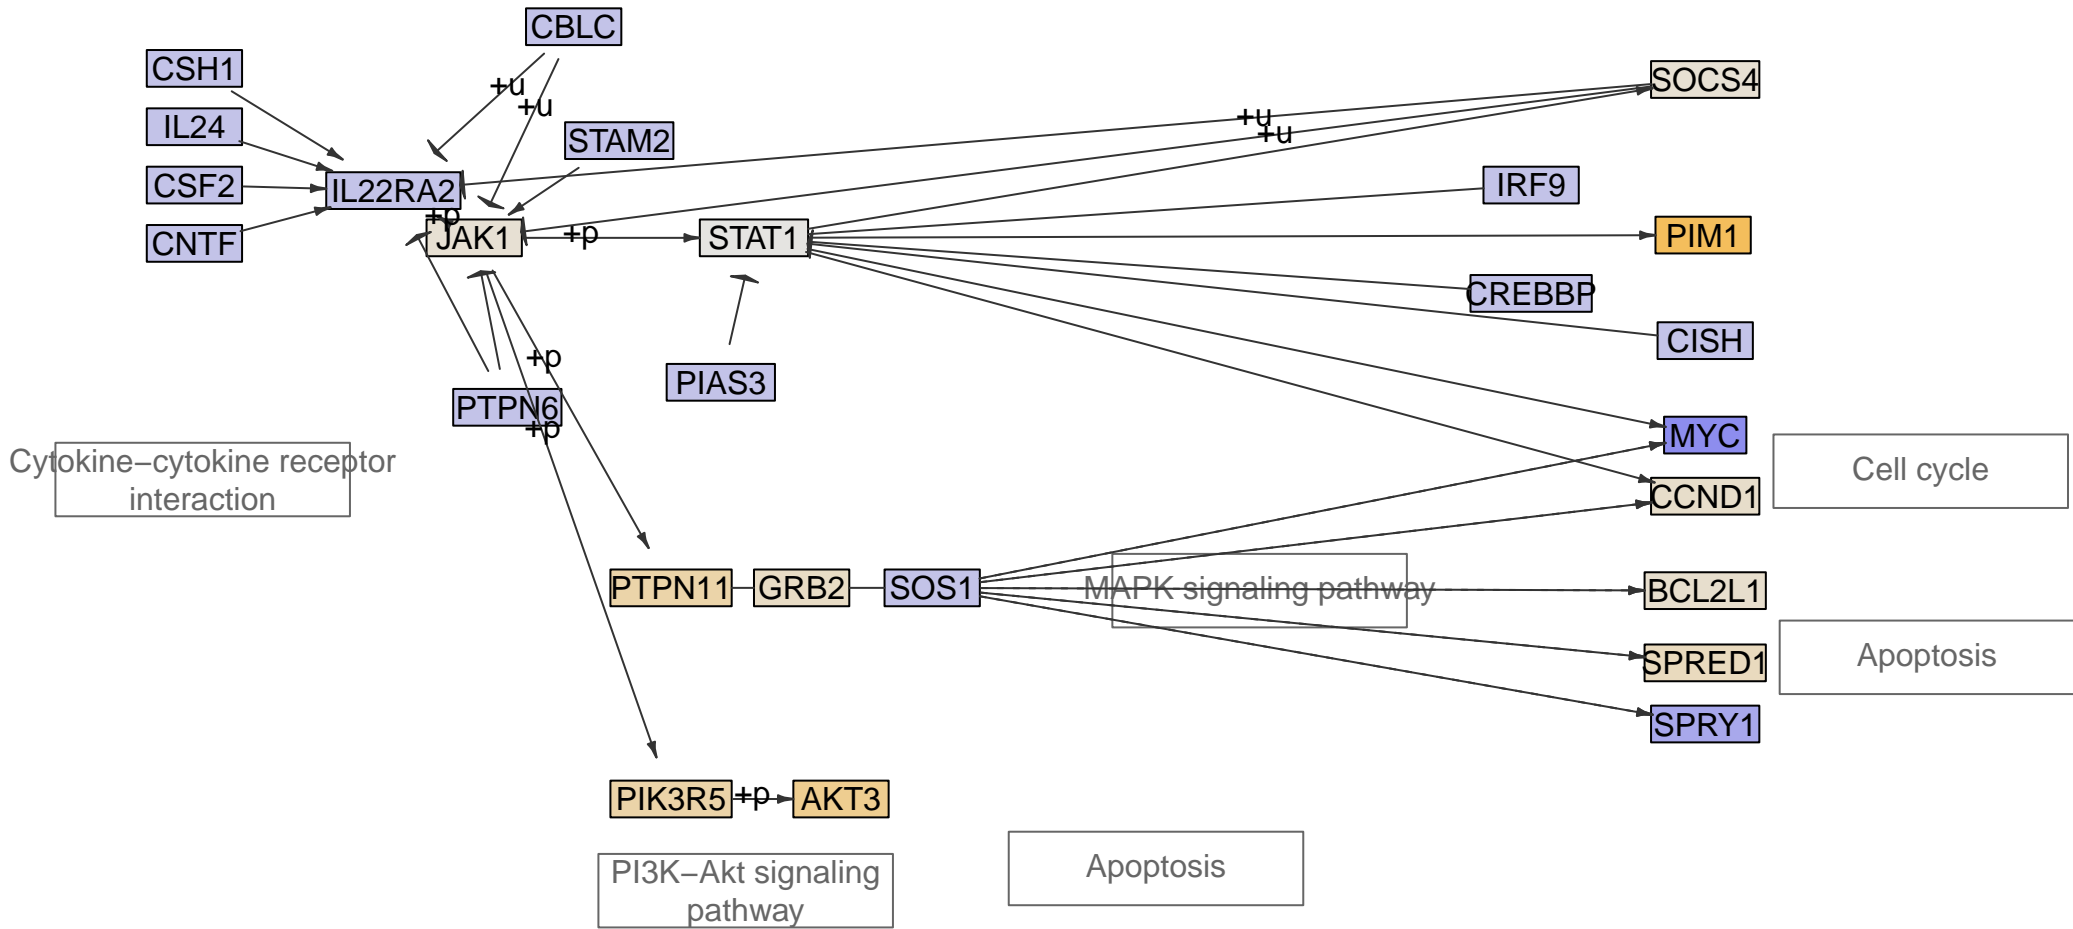 CBLC
CSH1
+u
SOCS4
+u
+u
IL24
+u
STAM2
CSF2
IL22RA2
IRF9
+p
CNTF
JAK1
+p
STAT1
PIM1
CREBBP
CISH
+p
PIAS3
PTPN6
+p
MYC
Cytokine–cytokine receptor
interaction
Cell cycle
CCND1
PTPN11
GRB2
SOS1
MAPK signaling pathway
BCL2L1
SPRED1
Apoptosis
SPRY1
PIK3R5
+p
AKT3
PI3K–Akt signaling
pathway
Apoptosis